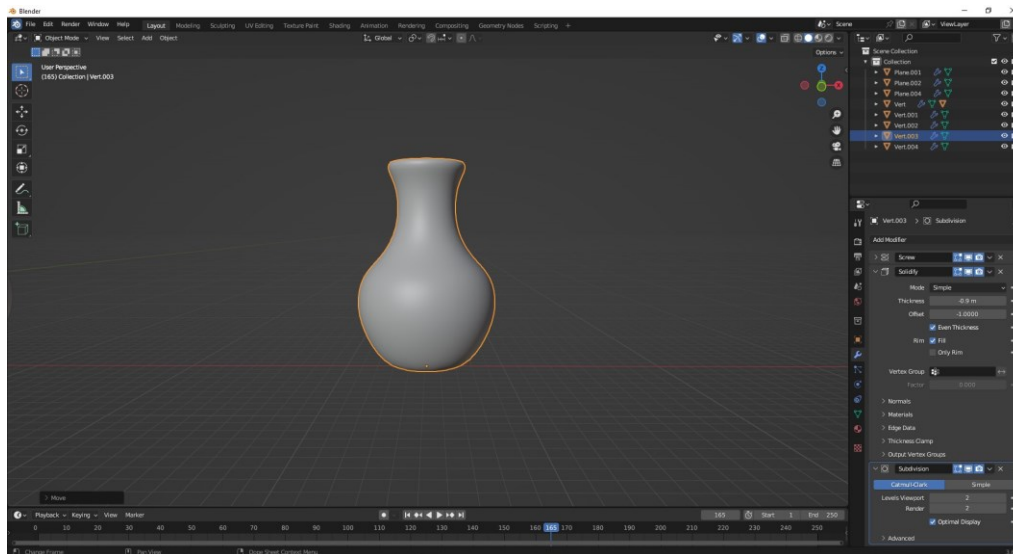 Blender
File Edit Render Window Help Layout Modeling Sculpting UV Editing Texture Paint Shading Animation Rendering Compositing Geometry Nodes Scripting + Scene ViewLayer
Object Mode View Select Add Object Global
Options
User Perspective
(165) Collection | Vert.003
Scene Collection
Collection
Plane.001
Plane.002
Plane.004
Vert
Vert.001
Vert.002
Vert.003
Vert.004
Vert.003 > Subdivision
Add Modifier
Screw
Solidify
Mode Simple
Thickness -0.9 m
Offset -1.0000
Even Thickness
Rim Fill
Only Rim
Vertex Group
Factor 0.000
> Normals
> Materials
> Edge Data
> Thickness Clamp
> Output Vertex Groups
Subdivision
Catmull-Clark Simple
Levels Viewport 2
Render 2
Optimal Display
> Advanced
> Move
Playback Keying View Marker 165 Start 1 End 250
0 10 20 30 40 50 60 70 80 90 100 110 120 130 140 150 160 165 170 180 190 200 210 220 230 240 250
Change Frame Pan View Dope Sheet Context Menu